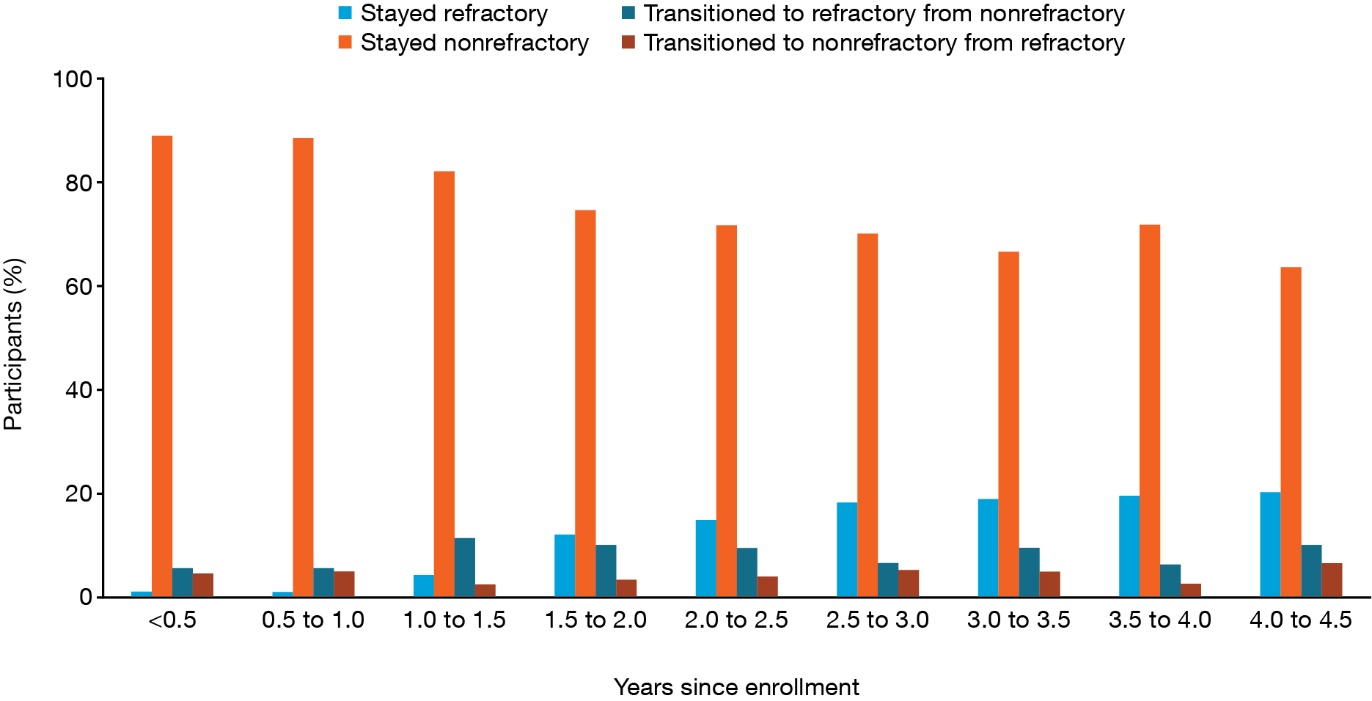 Stayed refractory
Transitioned to refractory from nonrefractory
Stayed nonrefractory
Transitioned to nonrefractory from refractory
Participants (%)
100
80
60
40
20
0
<0.5
0.5 to 1.0
1.0 to 1.5
1.5 to 2.0
2.0 to 2.5
2.5 to 3.0
3.0 to 3.5
3.5 to 4.0
4.0 to 4.5
Years since enrollment